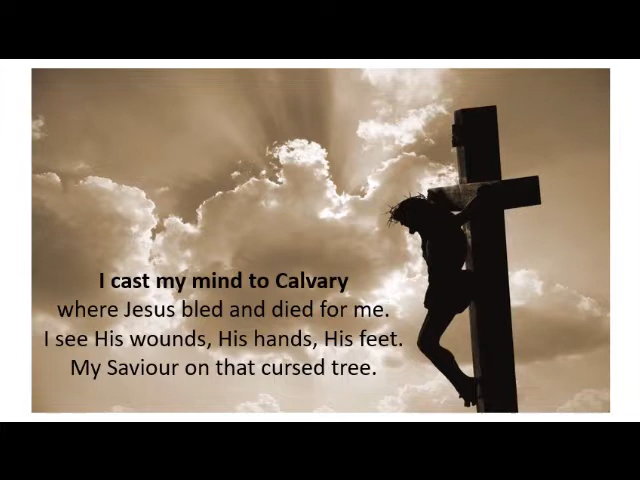 I cast my mind to Calvary
where Jesus bled and died for me.
I see His wounds, His hands, His feet.
My Saviour on that cursed tree.